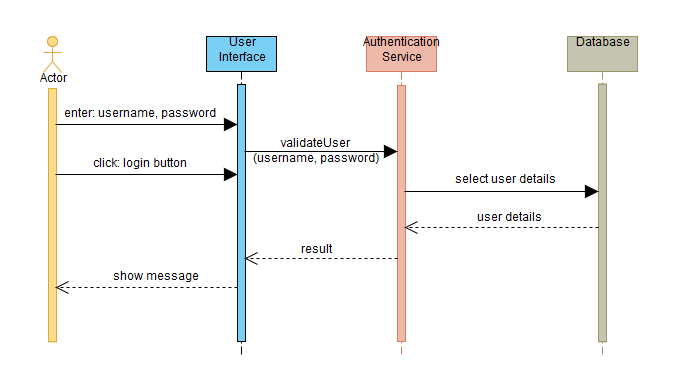 User
Interface
Authentication
Service
Database
Actor
enter: username, password
validateUser
(username, password)
click: login button
select user details
user details
result
show message